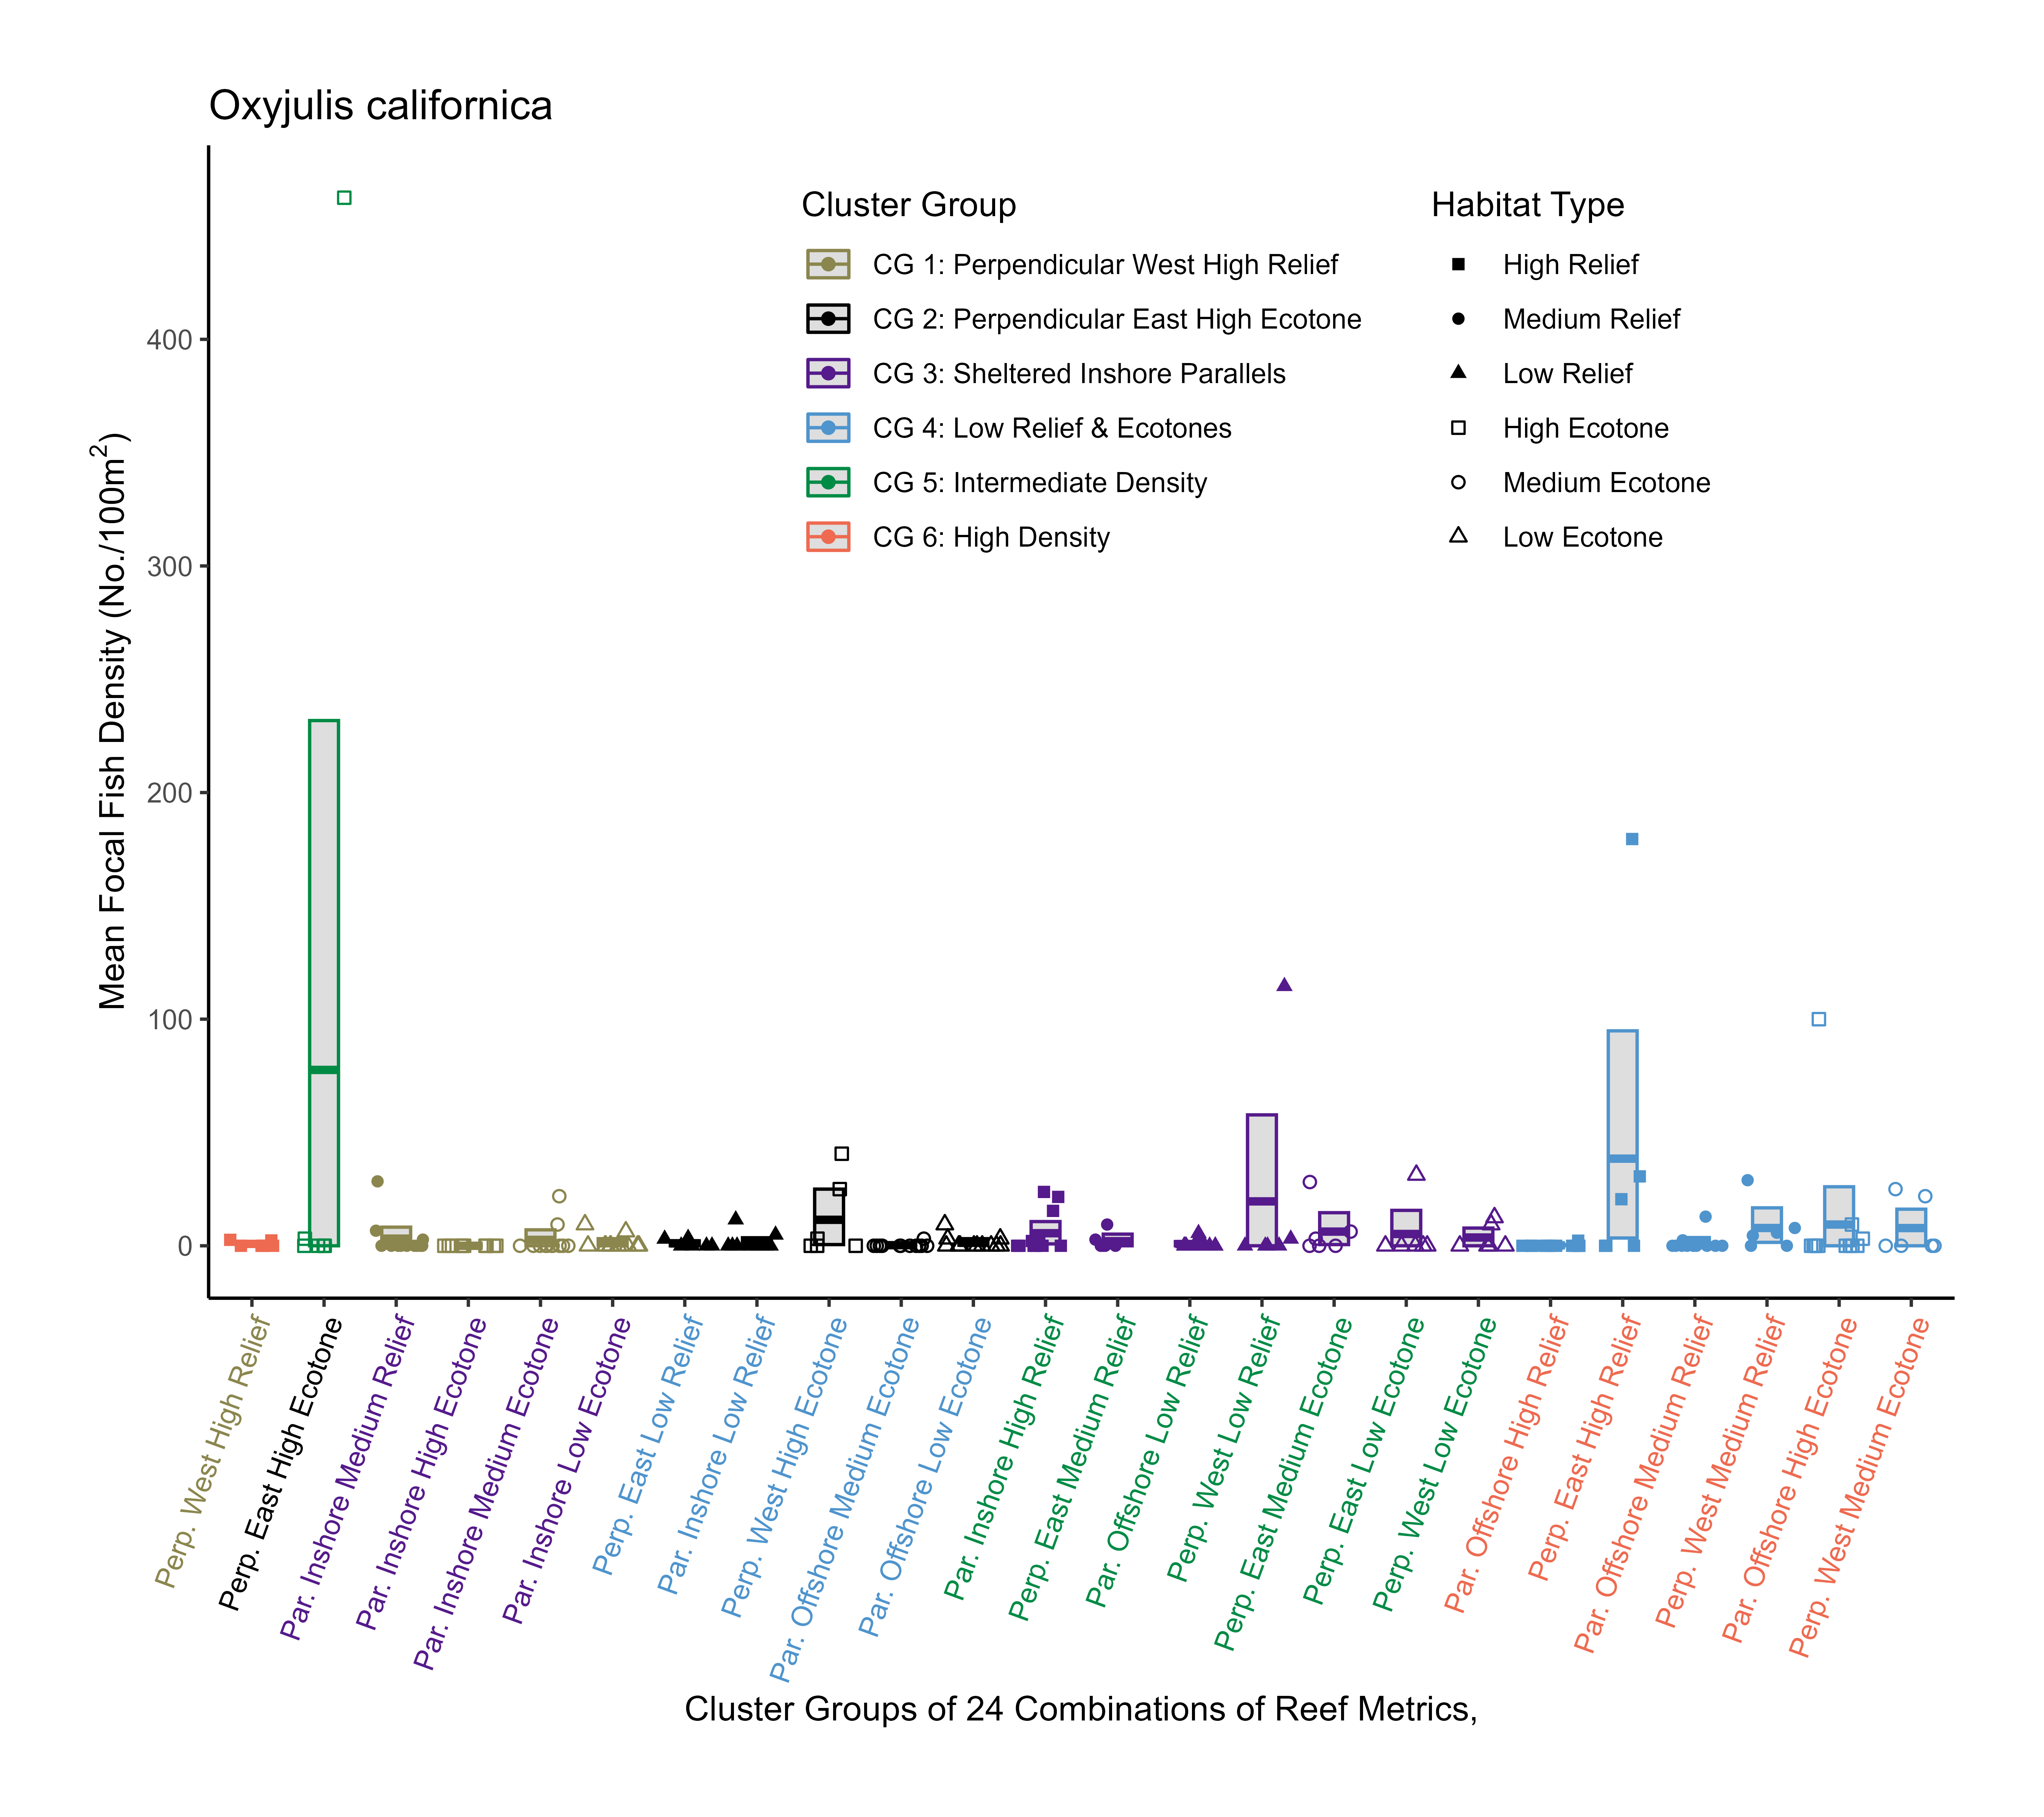 Oxyjulis californica
Cluster Group
CG 1: Perpendicular West High Relief
CG 2: Perpendicular East High Ecotone
CG 3: Sheltered Inshore Parallels
CG 4: Low Relief & Ecotones
CG 5: Intermediate Density
CG 6: High Density
Habitat Type
High Relief
Medium Relief
Low Relief
High Ecotone
Medium Ecotone
Low Ecotone
Mean Focal Fish Density (No./100m²)
400
300
200
100
0
Perp. West High Relief
Perp. East High Ecotone
Par. Inshore Medium Relief
Par. Inshore High Ecotone
Par. Inshore Medium Ecotone
Par. Inshore Low Ecotone
Perp. East Low Relief
Par. Inshore Low Relief
Perp. West High Ecotone
Par. Offshore Medium Ecotone
Par. Offshore Low Ecotone
Par. Inshore High Relief
Perp. East Medium Relief
Par. Offshore Low Relief
Perp. West Low Relief
Perp. East Medium Ecotone
Perp. East Low Ecotone
Perp. West Low Ecotone
Par. Offshore High Relief
Perp. East High Relief
Par. Offshore Medium Relief
Perp. West Medium Relief
Par. Offshore High Ecotone
Perp. West Medium Ecotone
Cluster Groups of 24 Combinations of Reef Metrics,